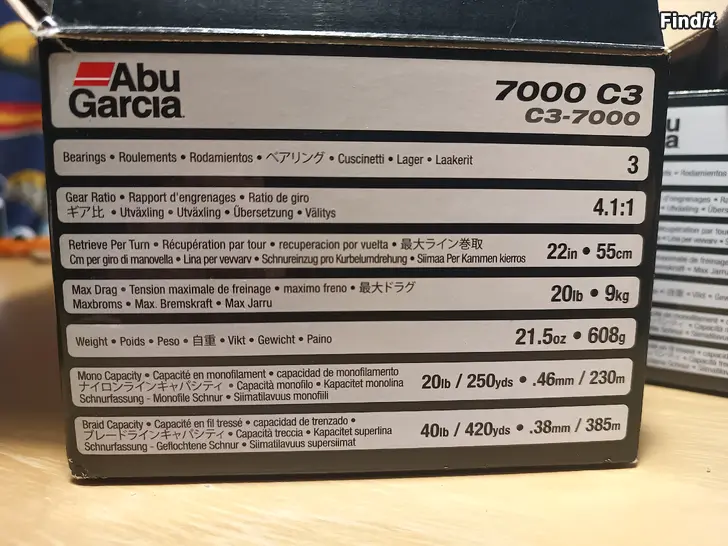 Findit
Abu
Garcia
7000 C3
C3-7000
Bearings • Roulements • Rodamientos • ベアリング • Cuscinetti • Lager • Laakerit
3
Gear Ratio • Rapport d'engrenages • Ratio de giro
ギア比 • Utväxling • Utväxling • Übersetzung • Välitys
4.1:1
Retrieve Per Turn • Récupération par tour • recuperacion por vuelta • 最大ライン巻取
Cm per giro di manovella • Lina per vevvarv • Schnureinzug pro Kurbelumdrehung • Siimaa Per Kammen kierros
22in • 55cm
Max Drag • Tension maximale de freinage • maximo freno • 最大ドラグ
Maxbroms • Max. Bremskraft • Max Jarru
20lb • 9kg
Weight • Poids • Peso • 自重 • Vikt • Gewicht • Paino
21.5oz • 608g
Mono Capacity • Capacité en monofilament • capacidad de monofilamento
ナイロンラインキャパシティ • Capacità monofilo • Kapacitet monolina
Schnurfassung - Monofile Schnur • Siimatilavuus monofiili
20lb / 250yds • .46mm / 230m
Braid Capacity • Capacité en fil tressé • capacidad de trenzado •
ブレードラインキャパシティ • Capacità treccia • Kapacitet superlina
Schnurfassung - Geflochtene Schnur • Siimatilavuus supersiimat
40lb / 420yds • .38mm / 385m